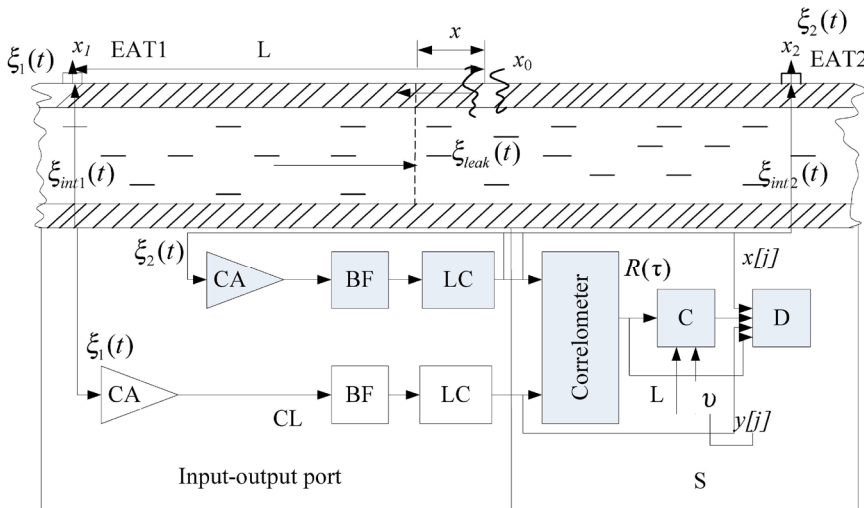 ξ1(t) x1 EAT1 L x x0 x2 ξ2(t) EAT2
ξint1(t) ξleak(t) ξint2(t)
ξ2(t) CA BF LC Correlometer R(τ) C x[j] D
ξ1(t) CA CL BF LC L υ y[j]
Input-output port S